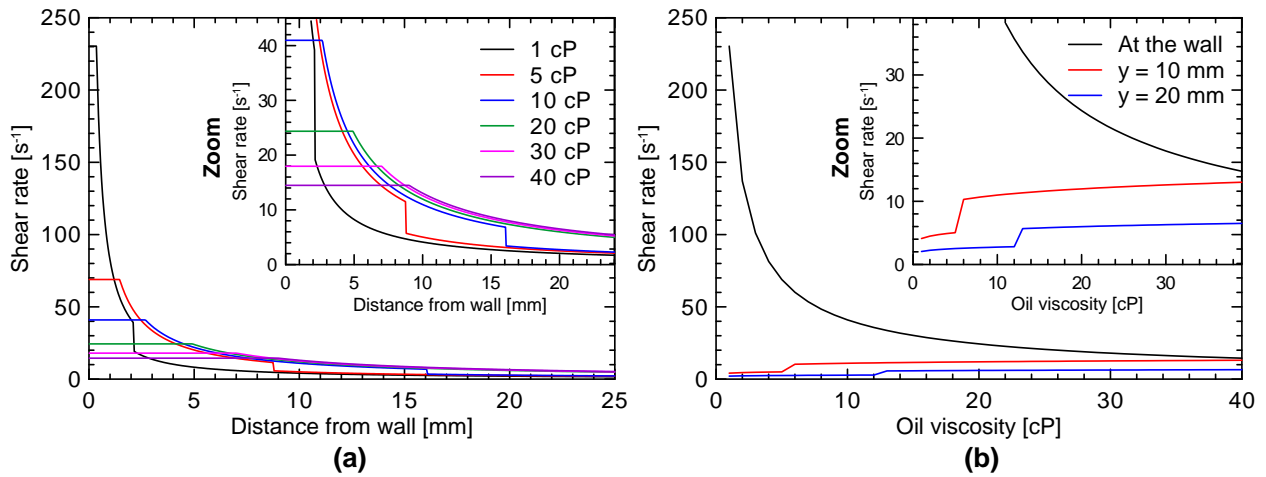 250
200
150
100
50
0
Shear rate [s⁻¹]
0 5 10 15 20 25
Distance from wall [mm]
(a)
Zoom
Shear rate [s⁻¹]
40
30
20
10
0
0 5 10 15 20
Distance from wall [mm]
1 cP
5 cP
10 cP
20 cP
30 cP
40 cP
250
200
150
100
50
0
Shear rate [s⁻¹]
0 10 20 30 40
Oil viscosity [cP]
(b)
Zoom
Shear rate [s⁻¹]
30
20
10
0
0 10 20 30
Oil viscosity [cP]
At the wall
y = 10 mm
y = 20 mm